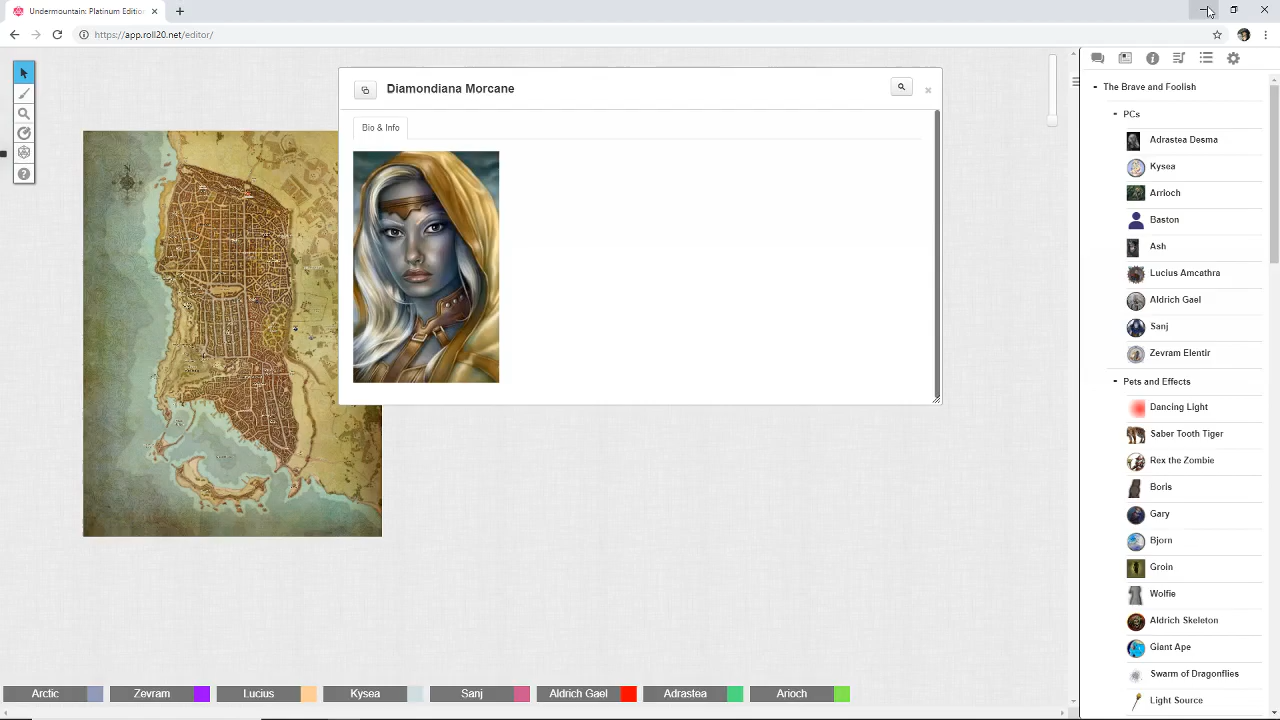 Undermountain: Platinum Edition
https://app.roll20.net/editor/
Diamondiana Morcane
Bio & Info
The Brave and Foolish
PCs
Adrastea Desma
Kysea
Arrioch
Baston
Ash
Lucius Amcathra
Aldrich Gael
Sanj
Zevram Elentir
Pets and Effects
Dancing Light
Saber Tooth Tiger
Rex the Zombie
Boris
Gary
Bjorn
Groin
Wolfie
Aldrich Skeleton
Giant Ape
Swarm of Dragonflies
Light Source
Arctic
Zevram
Lucius
Kysea
Sanj
Aldrich Gael
Adrastea
Arioch